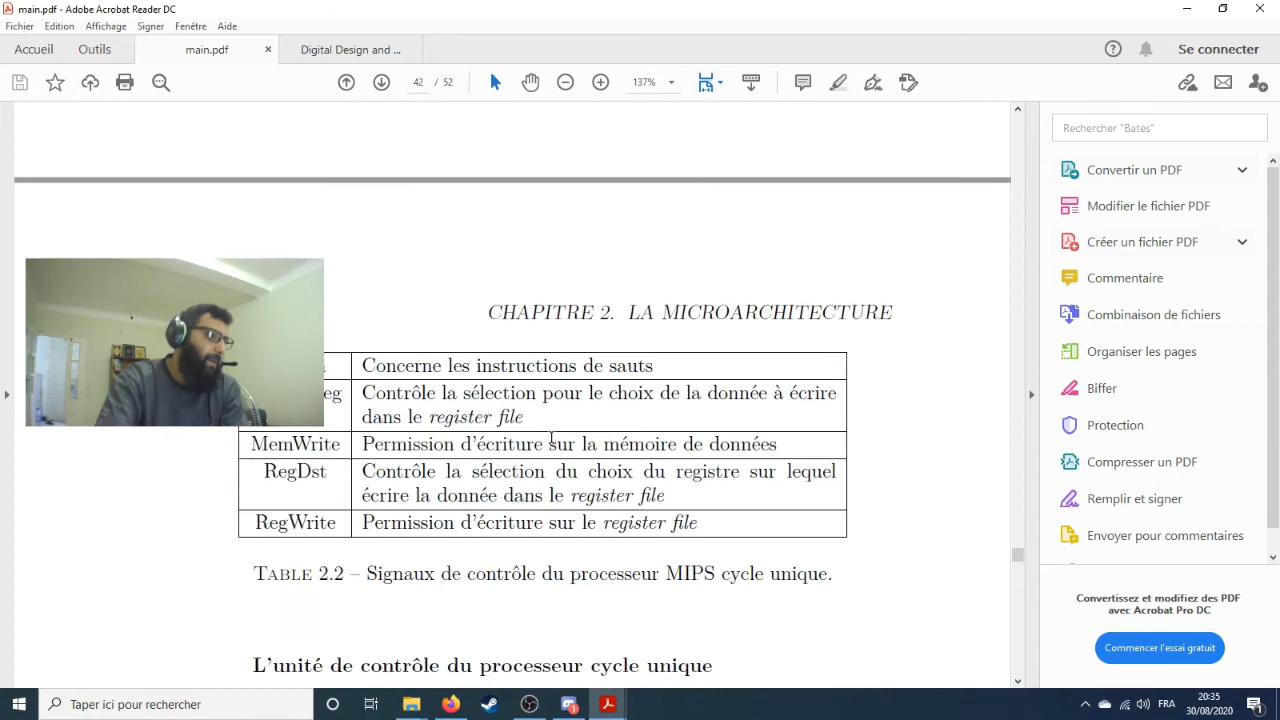 main.pdf - Adobe Acrobat Reader DC
Fichier Edition Affichage Signer Fenêtre Aide
Accueil Outils main.pdf × Digital Design and ...
Se connecter
42 / 52 137%
CHAPITRE 2. LA MICROARCHITECTURE
Concerne les instructions de sauts
eg Contrôle la sélection pour le choix de la donnée à écrire
dans le register file
MemWrite Permission d'écriture sur la mémoire de données
RegDst Contrôle la sélection du choix du registre sur lequel
écrire la donnée dans le register file
RegWrite Permission d'écriture sur le register file
TABLE 2.2 – Signaux de contrôle du processeur MIPS cycle unique.
L'unité de contrôle du processeur cycle unique
Rechercher "Bates"
Convertir un PDF
Modifier le fichier PDF
Créer un fichier PDF
Commentaire
Combinaison de fichiers
Organiser les pages
Biffer
Protection
Compresser un PDF
Remplir et signer
Envoyer pour commentaires
Convertissez et modifiez des PDF
avec Acrobat Pro DC
Commencer l'essai gratuit
Taper ici pour rechercher
FRA
20:35
30/08/2020
1